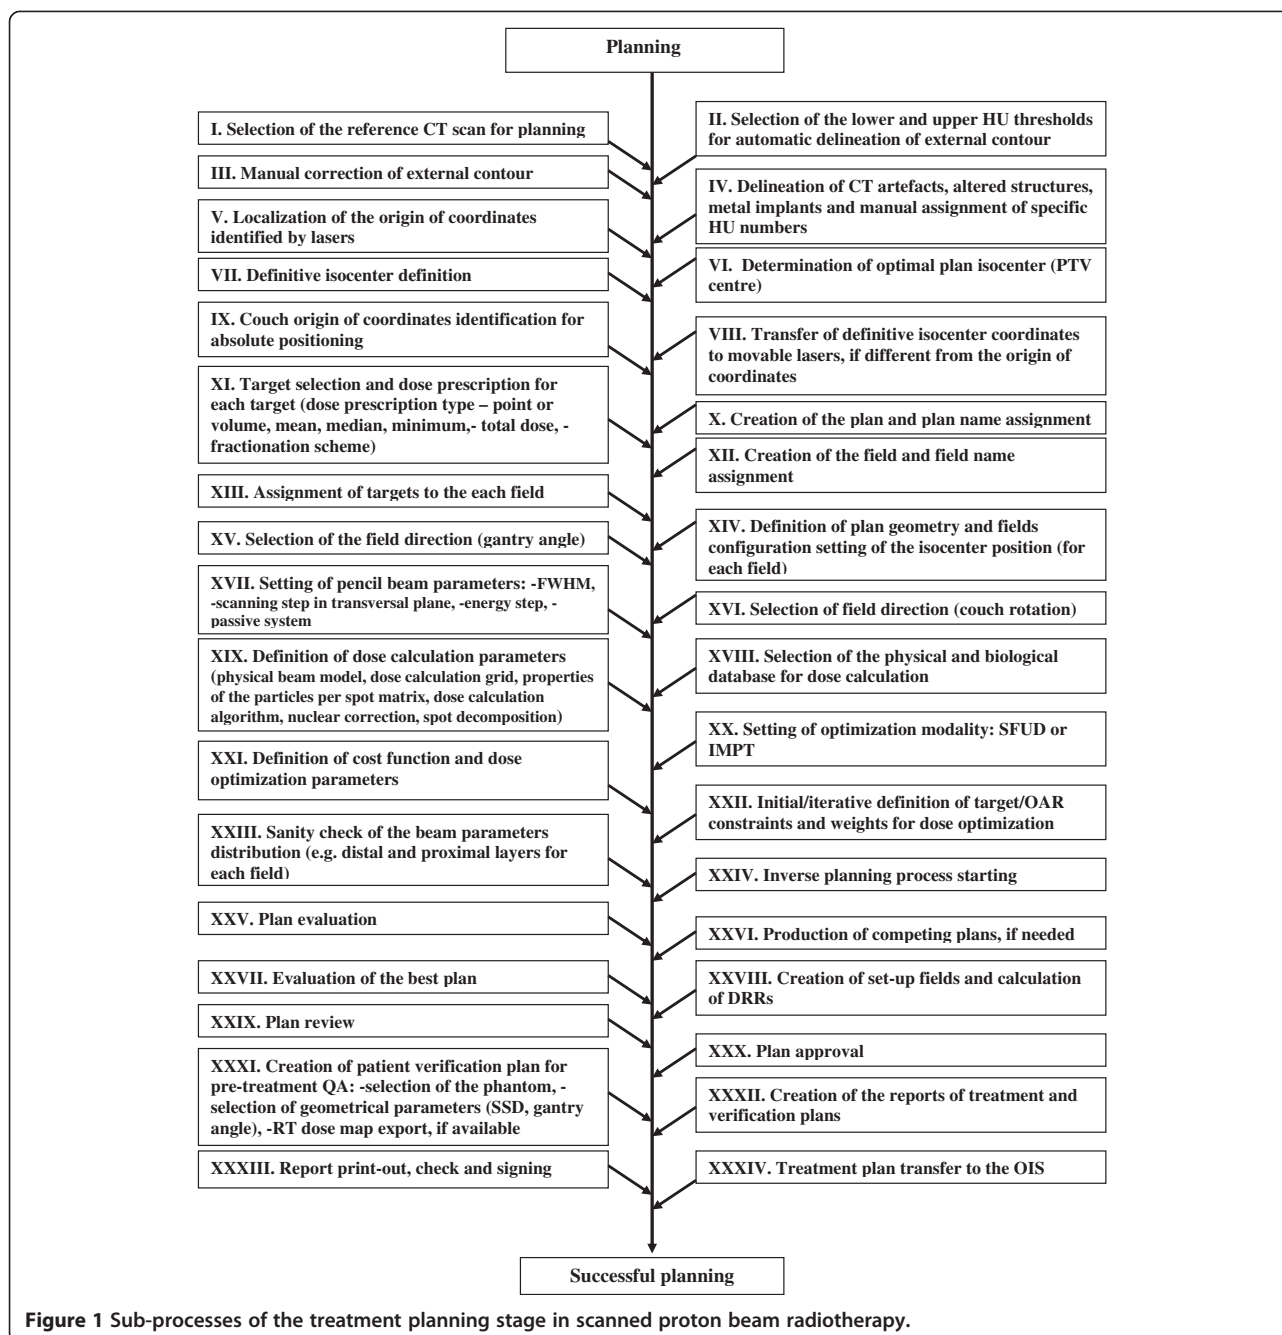 Planning
I. Selection of the reference CT scan for planning
II. Selection of the lower and upper HU thresholds
for automatic delineation of external contour
III. Manual correction of external contour
IV. Delineation of CT artefacts, altered structures,
metal implants and manual assignment of specific
HU numbers
V. Localization of the origin of coordinates
identified by lasers
VI. Determination of optimal plan isocenter (PTV
centre)
VII. Definitive isocenter definition
VIII. Transfer of definitive isocenter coordinates
to movable lasers, if different from the origin of
coordinates
IX. Couch origin of coordinates identification for
absolute positioning
X. Creation of the plan and plan name assignment
XI. Target selection and dose prescription for
each target (dose prescription type – point or
volume, mean, median, minimum,- total dose, -
fractionation scheme)
XII. Creation of the field and field name
assignment
XIII. Assignment of targets to the each field
XIV. Definition of plan geometry and fields
configuration setting of the isocenter position (for
each field)
XV. Selection of the field direction (gantry angle)
XVI. Selection of field direction (couch rotation)
XVII. Setting of pencil beam parameters: -FWHM,
-scanning step in transversal plane, -energy step, -
passive system
XVIII. Selection of the physical and biological
database for dose calculation
XIX. Definition of dose calculation parameters
(physical beam model, dose calculation grid, properties
of the particles per spot matrix, dose calculation
algorithm, nuclear correction, spot decomposition)
XX. Setting of optimization modality: SFUD or
IMPT
XXI. Definition of cost function and dose
optimization parameters
XXII. Initial/iterative definition of target/OAR
constraints and weights for dose optimization
XXIII. Sanity check of the beam parameters
distribution (e.g. distal and proximal layers for
each field)
XXIV. Inverse planning process starting
XXV. Plan evaluation
XXVI. Production of competing plans, if needed
XXVII. Evaluation of the best plan
XXVIII. Creation of set-up fields and calculation
of DRRs
XXIX. Plan review
XXX. Plan approval
XXXI. Creation of patient verification plan for
pre-treatment QA: -selection of the phantom, -
selection of geometrical parameters (SSD, gantry
angle), -RT dose map export, if available
XXXII. Creation of the reports of treatment and
verification plans
XXXIII. Report print-out, check and signing
XXXIV. Treatment plan transfer to the OIS
Successful planning
Figure 1 Sub-processes of the treatment planning stage in scanned proton beam radiotherapy.